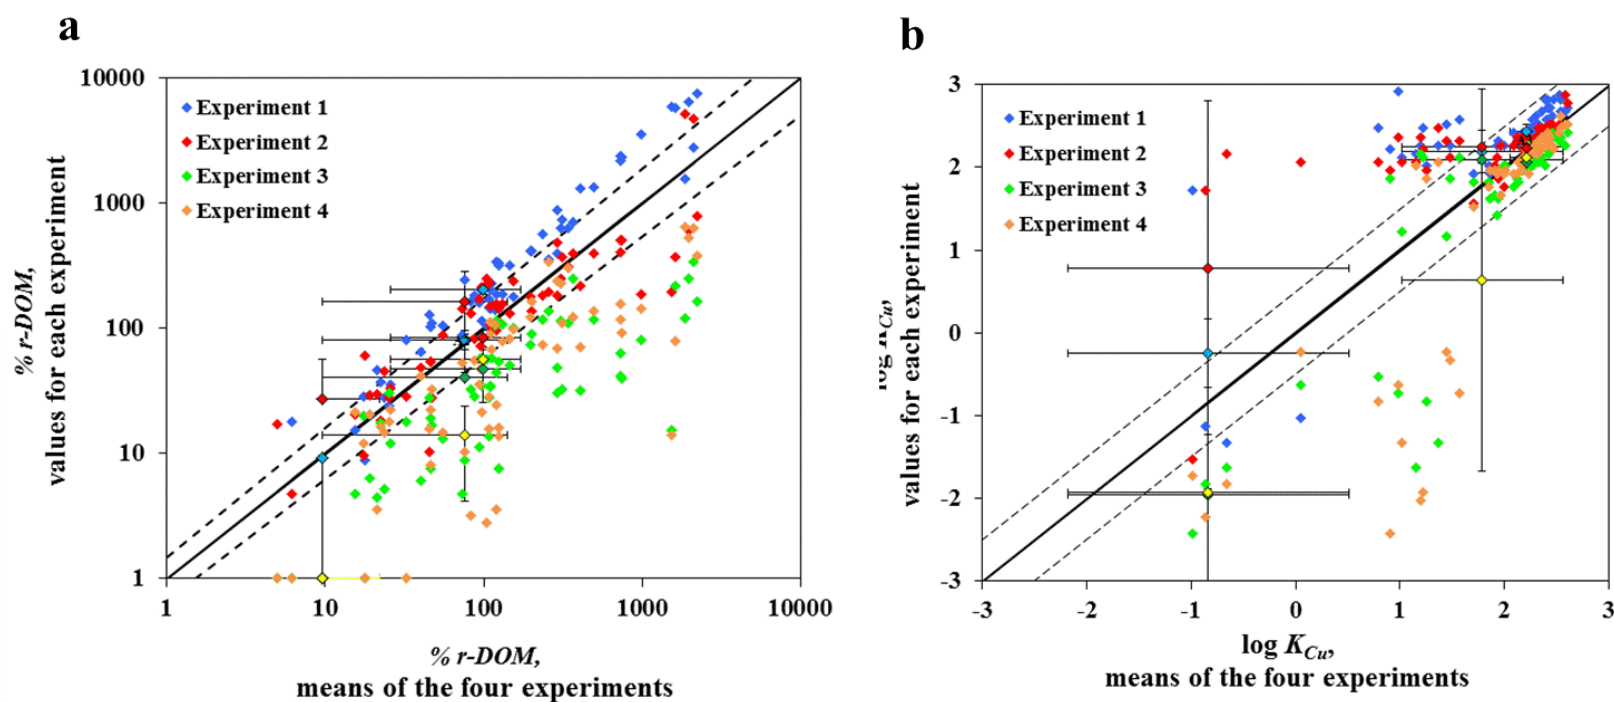 a
10000
1000
100
10
1
Experiment 1
Experiment 2
Experiment 3
Experiment 4
% r-DOM,
values for each experiment
1
10
100
1000
10000
% r-DOM,
means of the four experiments
b
3
2
1
0
-1
-2
-3
Experiment 1
Experiment 2
Experiment 3
Experiment 4
log KCu,
values for each experiment
-3
-2
-1
0
1
2
3
log KCu,
means of the four experiments